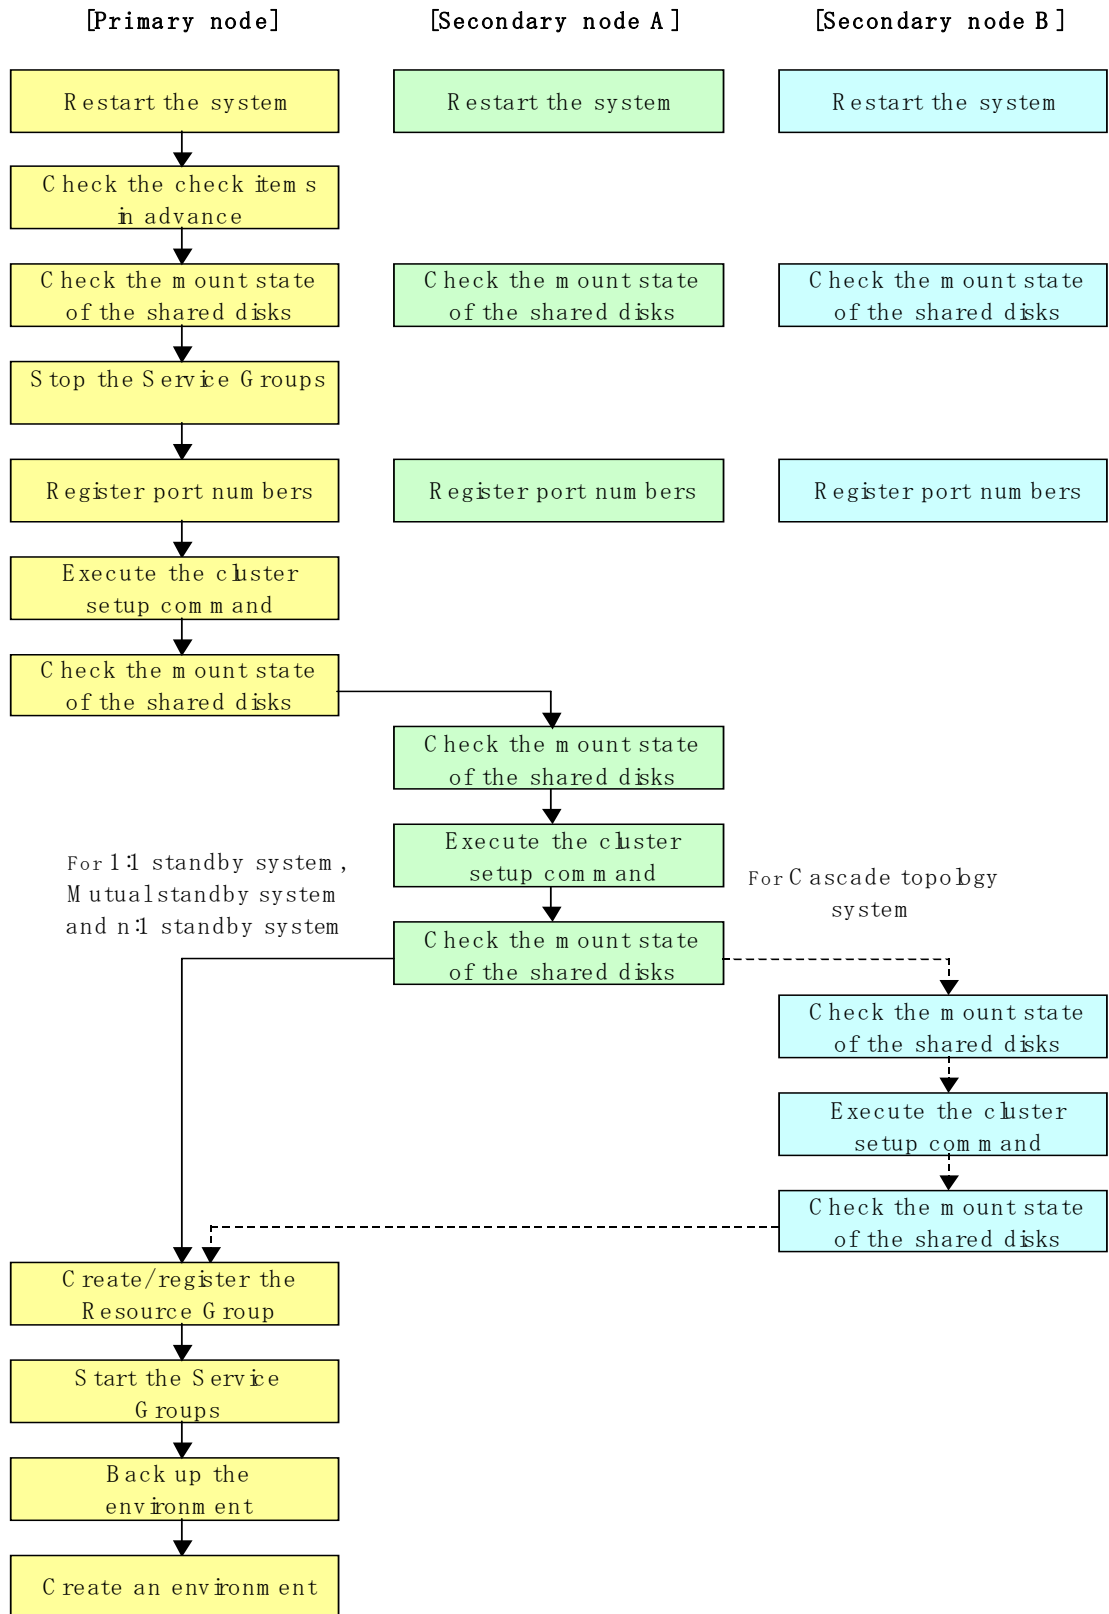 [Primary node]
[Secondary node A]
[Secondary node B]
Restart the system
Restart the system
Restart the system
Check the check items
in advance
Check the mount state
of the shared disks
Check the mount state
of the shared disks
Check the mount state
of the shared disks
Stop the Service Groups
Register port numbers
Register port numbers
Register port numbers
Execute the cluster
setup command
Check the mount state
of the shared disks
Check the mount state
of the shared disks
Execute the cluster
setup command
For 1:1 standby system,
Mutual standby system
and n:1 standby system
For Cascade topology
system
Check the mount state
of the shared disks
Check the mount state
of the shared disks
Execute the cluster
setup command
Check the mount state
of the shared disks
Create/register the
Resource Group
Start the Service
Groups
Back up the
environment
Create an environment